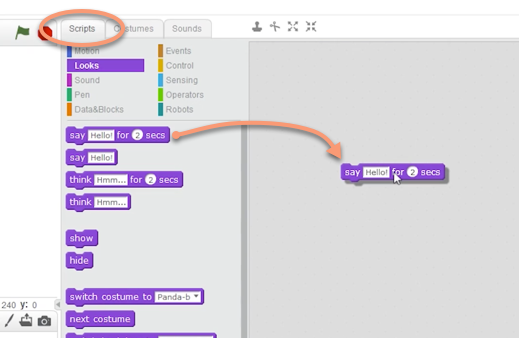 Scripts Costumes Sounds
Motion Events
Looks Control
Sound Sensing
Pen Operators
Data&Blocks Robots
say Hello! for 2 secs
say Hello!
think Hmm... for 2 secs
think Hmm...
show
hide
switch costume to Panda-b
next costume
say Hello! for 2 secs
240 y: 0